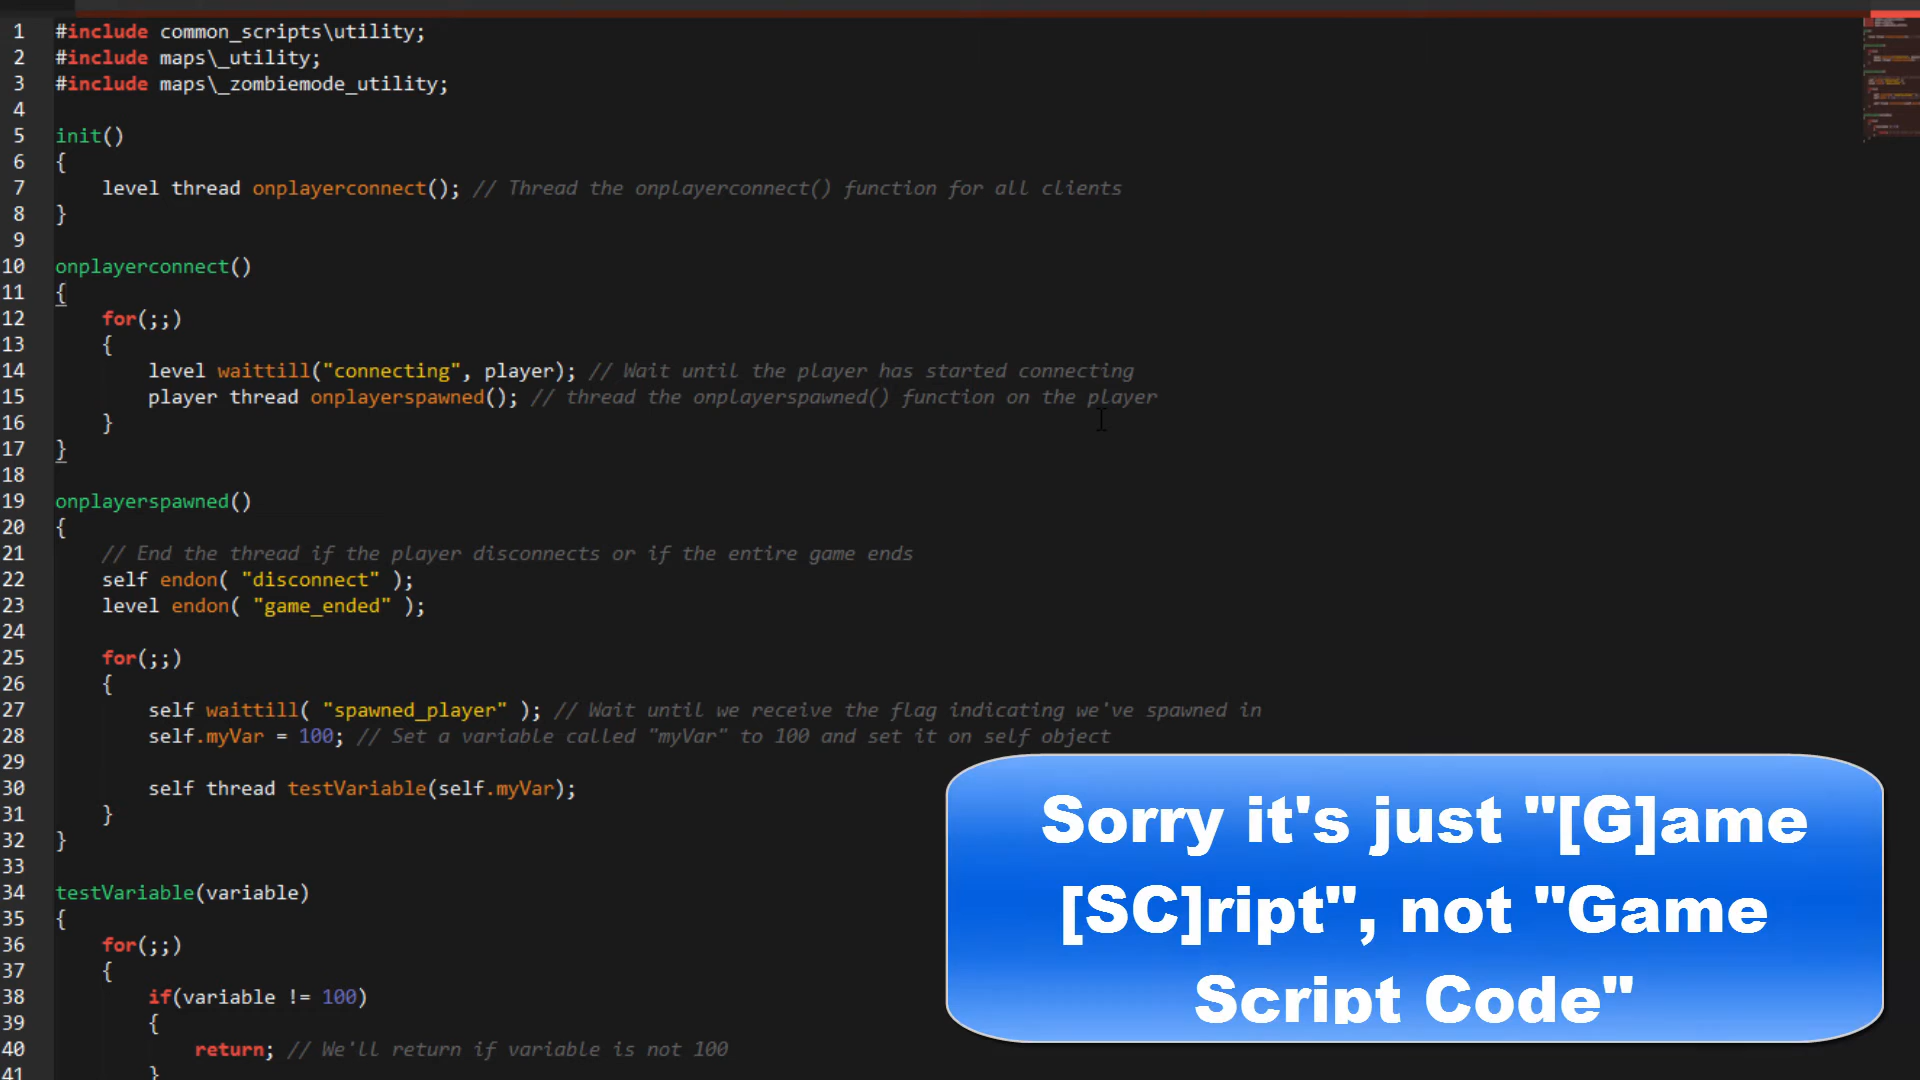 1 #include common_scripts\utility;
2 #include maps\_utility;
3 #include maps\_zombiemode_utility;
4
5 init()
6 {
7     level thread onplayerconnect(); // Thread the onplayerconnect() function for all clients
8 }
9
10 onplayerconnect()
11 {
12     for(;;)
13     {
14         level waittill("connecting", player); // Wait until the player has started connecting
15         player thread onplayerspawned(); // thread the onplayerspawned() function on the player
16     }
17 }
18
19 onplayerspawned()
20 {
21     // End the thread if the player disconnects or if the entire game ends
22     self endon( "disconnect" );
23     level endon( "game_ended" );
24
25     for(;;)
26     {
27         self waittill( "spawned_player" ); // Wait until we receive the flag indicating we've spawned in
28         self.myVar = 100; // Set a variable called "myVar" to 100 and set it on self object
29
30         self thread testVariable(self.myVar);
31     }
32 }
33
34 testVariable(variable)
35 {
36     for(;;)
37     {
38         if(variable != 100)
39         {
40             return; // We'll return if variable is not 100
41         }
Sorry it's just "[G]ame
[SC]ript", not "Game
Script Code"